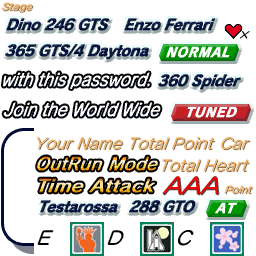 Stage
Dino 246 GTS Enzo Ferrari
x
365 GTS/4 Daytona NORMAL
with this password. 360 Spider
Join the World Wide TUNED
Your Name Total Point Car
OutRun Mode Total Heart
Time Attack AAA Point
Testarossa 288 GTO AT
E D C